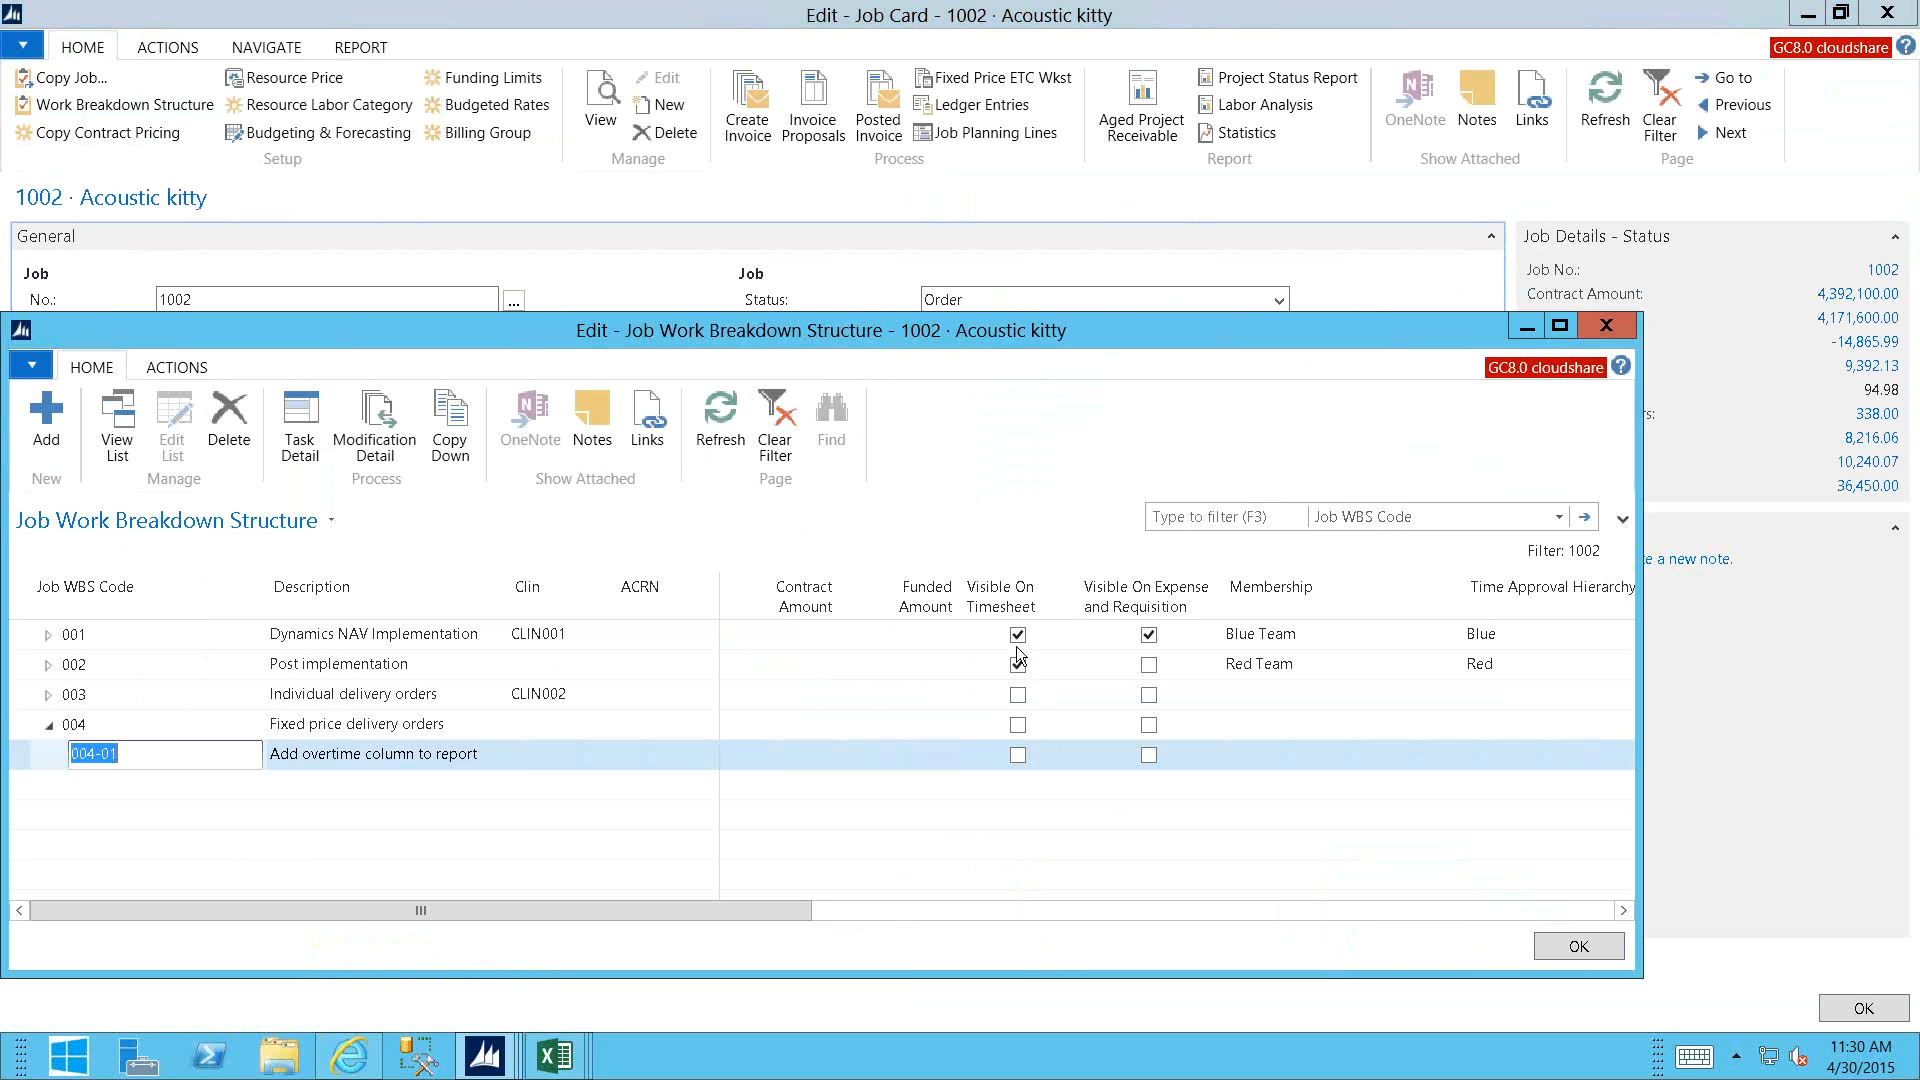 Edit - Job Card - 1002 · Acoustic kitty
HOME ACTIONS NAVIGATE REPORT
GC8.0 cloudshare ?
Copy Job... Resource Price Funding Limits
Work Breakdown Structure Resource Labor Category Budgeted Rates
Copy Contract Pricing Budgeting & Forecasting Billing Group
Setup
View Edit
New
Delete
Manage
Create Invoice
Invoice Proposals
Posted Invoice
Fixed Price ETC Wkst
Ledger Entries
Job Planning Lines
Process
Aged Project Receivable
Project Status Report
Labor Analysis
Statistics
Report
OneNote Notes Links
Show Attached
Refresh Clear Filter
Go to
Previous
Next
Page
1002 · Acoustic kitty
General
Job Job
No.: 1002 ... Status: Order
Job Details - Status
Job No.: 1002
Contract Amount: 4,392,100.00
4,171,600.00
-14,865.99
9,392.13
94.98
s: 338.00
8,216.06
10,240.07
36,450.00
e a new note.
Edit - Job Work Breakdown Structure - 1002 · Acoustic kitty
HOME ACTIONS
GC8.0 cloudshare ?
Add
New
View List
Edit List
Delete
Manage
Task Detail
Modification Detail
Copy Down
Process
OneNote Notes Links
Show Attached
Refresh Clear Filter Find
Page
Job Work Breakdown Structure
Type to filter (F3) Job WBS Code
Filter: 1002
Job WBS Code Description Clin ACRN Contract Amount Funded Amount Visible On Timesheet Visible On Expense and Requisition Membership Time Approval Hierarchy
001 Dynamics NAV Implementation CLIN001 Blue Team Blue
002 Post implementation Red Team Red
003 Individual delivery orders CLIN002
004 Fixed price delivery orders
004-01 Add overtime column to report
OK
OK
11:30 AM
4/30/2015